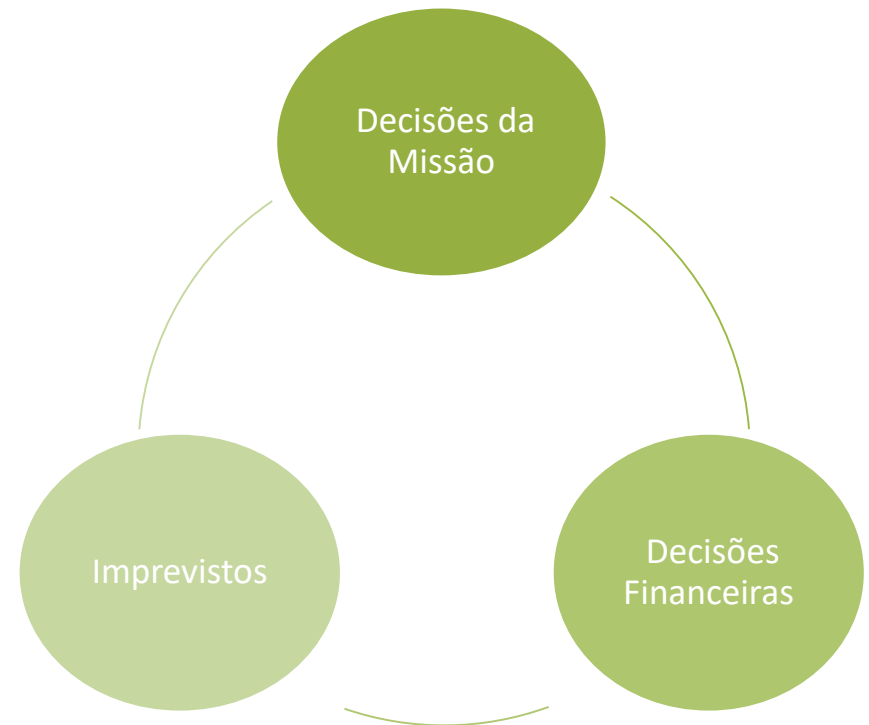 Decisões da
Missão
Imprevistos
Decisões
Financeiras